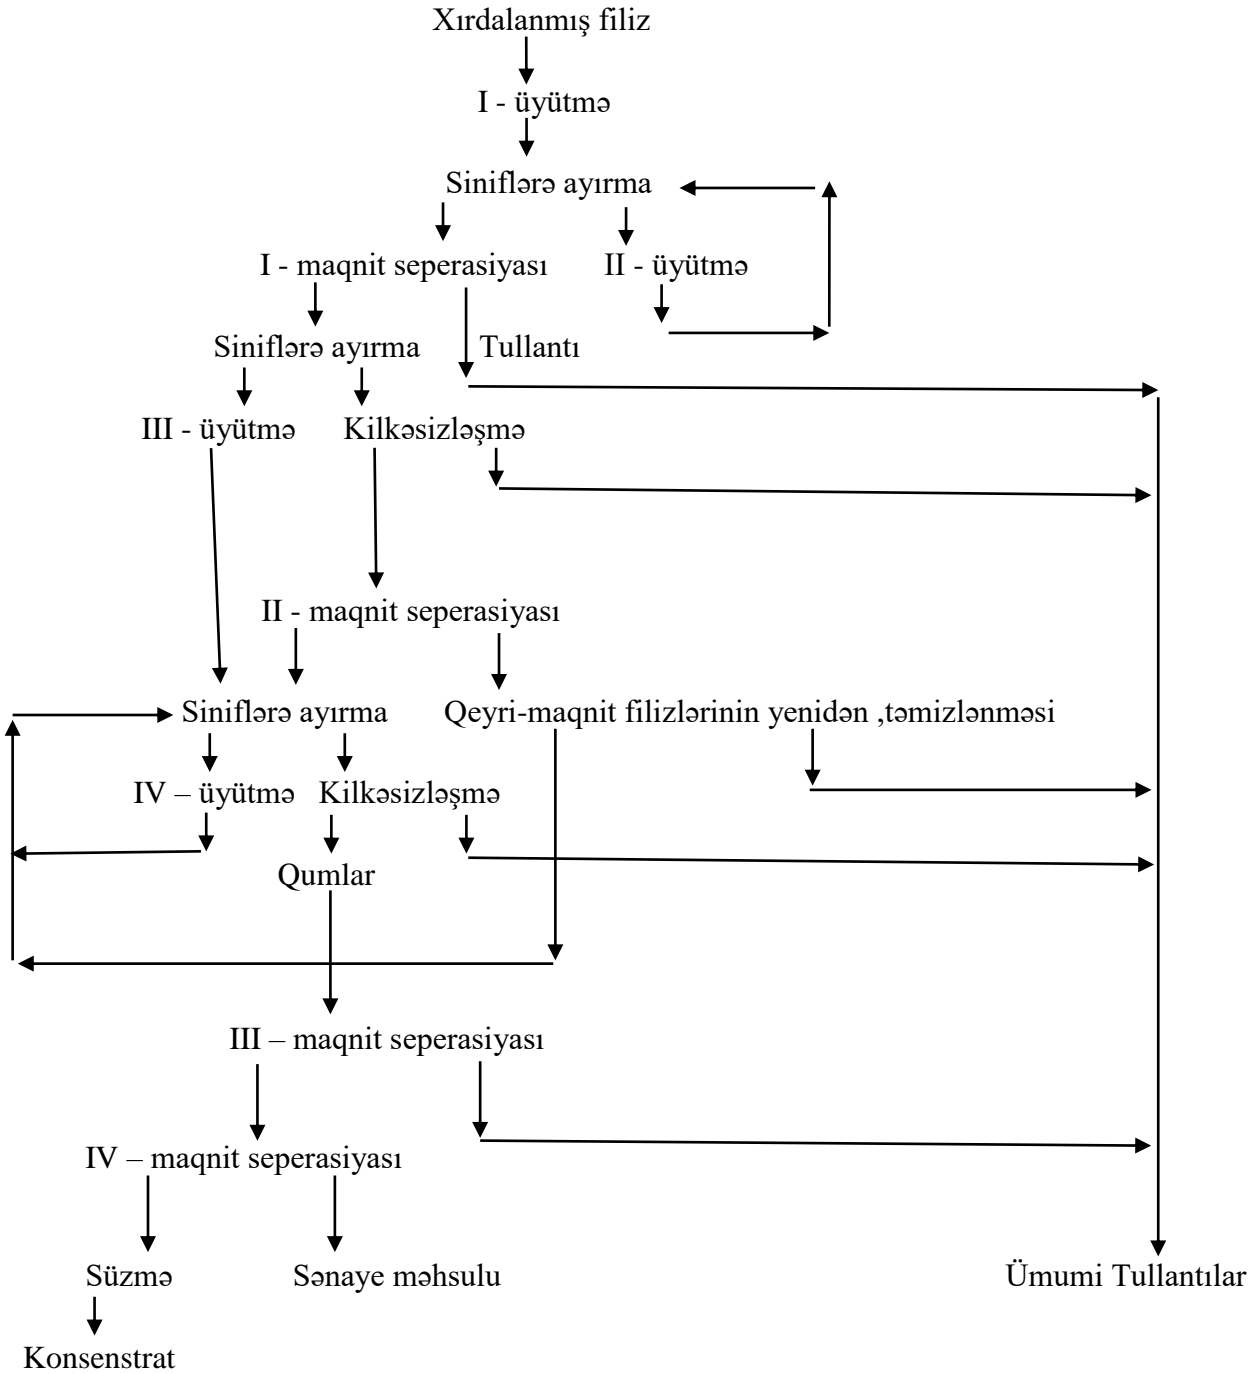 Xırdalanmış filiz
I - üyütmə
Siniflərə ayırma
I - maqnit seperasiyası
II - üyütmə
Siniflərə ayırma
Tullantı
III - üyütmə
Kilkəsizləşmə
II - maqnit seperasiyası
Siniflərə ayırma
Qeyri-maqnit filizlərinin yenidən ,təmizlənməsi
IV – üyütmə
Kilkəsizləşmə
Qumlar
III – maqnit seperasiyası
IV – maqnit seperasiyası
Süzmə
Sənaye məhsulu
Ümumi Tullantılar
Konsenstrat